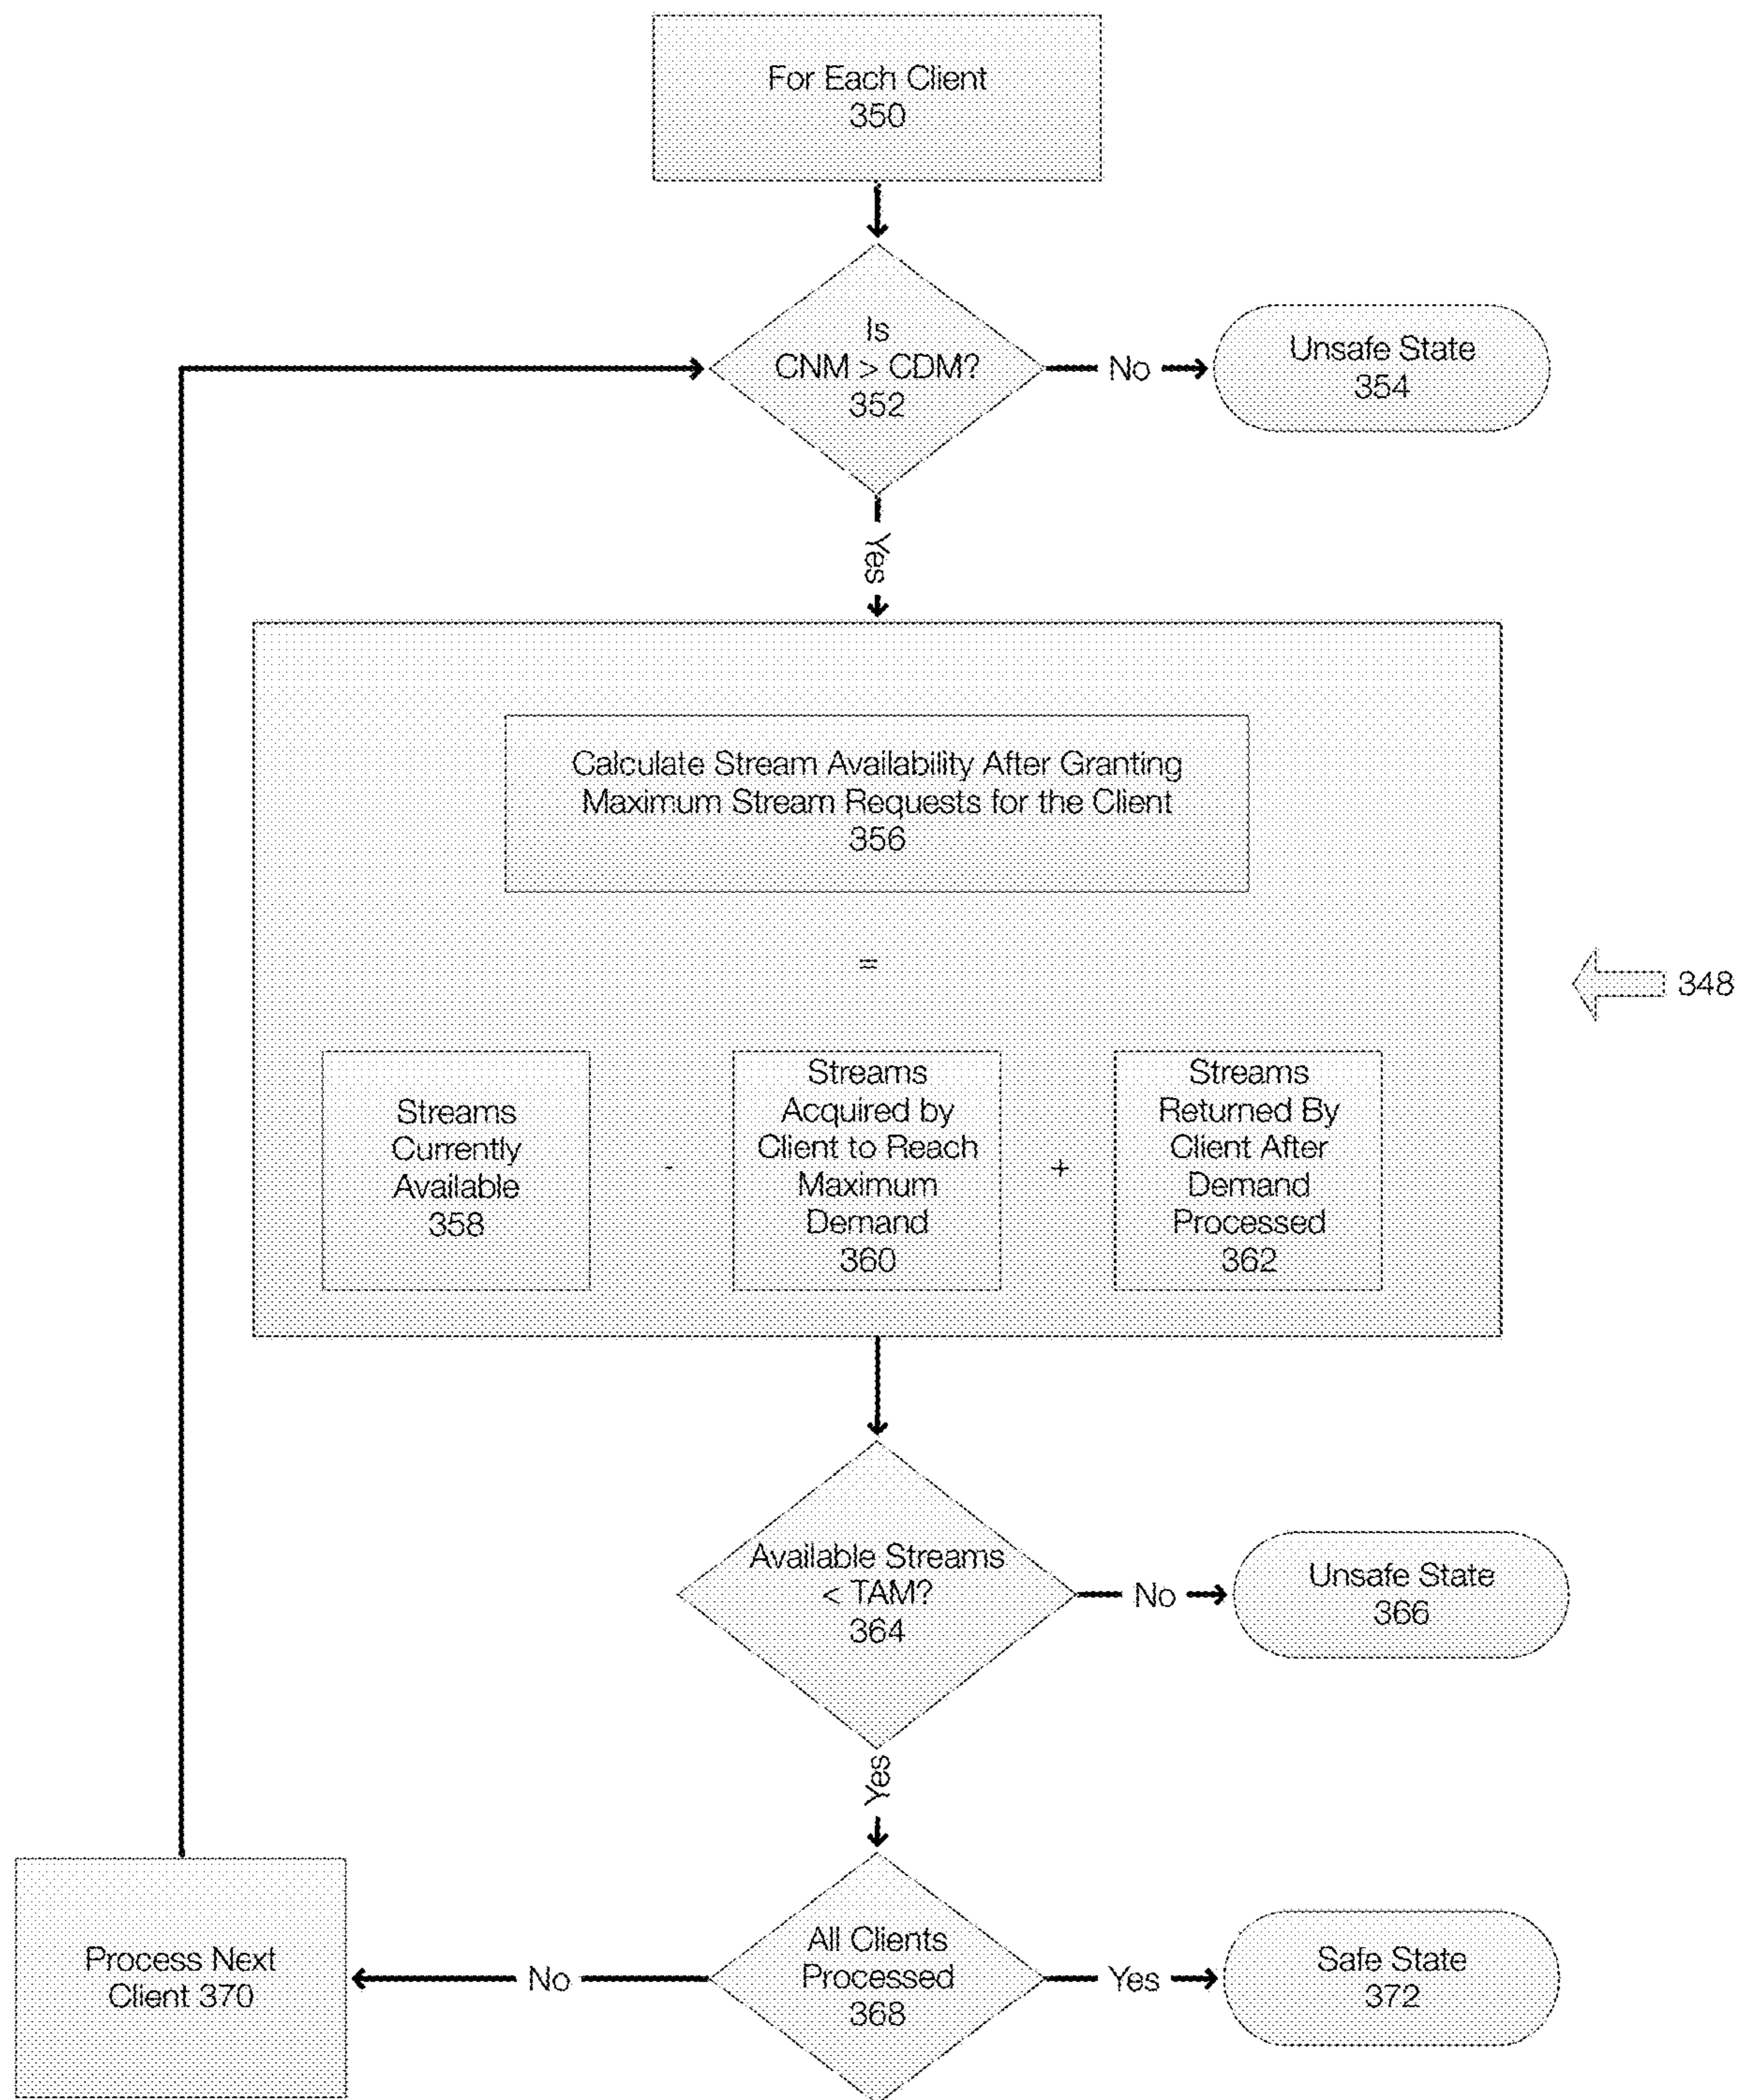 For Each Client
350
Is
CNM > CDM?
352
No
Unsafe State
354
Yes
Calculate Stream Availability After Granting
Maximum Stream Requests for the Client
356
=
Streams
Currently
Available
358
-
Streams
Acquired by
Client to Reach
Maximum
Demand
360
+
Streams
Returned By
Client After
Demand
Processed
362
348
Available Streams
< TAM?
364
No
Unsafe State
366
Yes
Process Next
Client 370
No
All Clients
Processed
368
Yes
Safe State
372